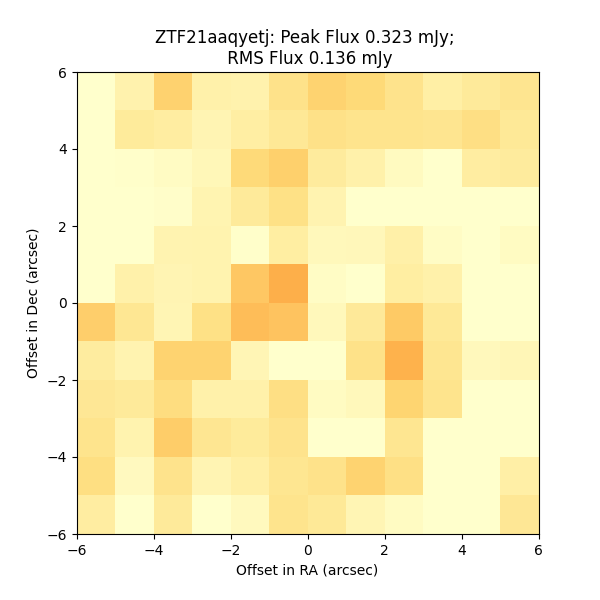 ZTF21aaqyetj: Peak Flux 0.323 mJy;
RMS Flux 0.136 mJy
6
4
2
0
−2
−4
−6
Offset in Dec (arcsec)
−6 −4 −2 0 2 4 6
Offset in RA (arcsec)